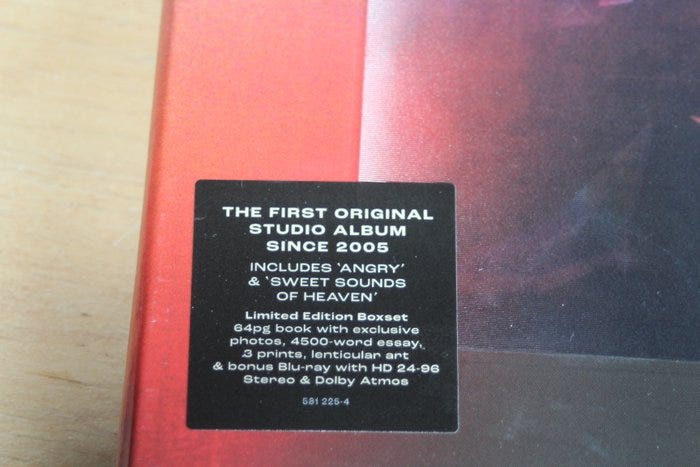 THE FIRST ORIGINAL
STUDIO ALBUM
SINCE 2005
INCLUDES ‘ANGRY’
& ‘SWEET SOUNDS
OF HEAVEN’
Limited Edition Boxset
64pg book with exclusive
photos, 4500-word essay,
3 prints, lenticular art
& bonus Blu-ray with HD 24-96
Stereo & Dolby Atmos
581 225-4